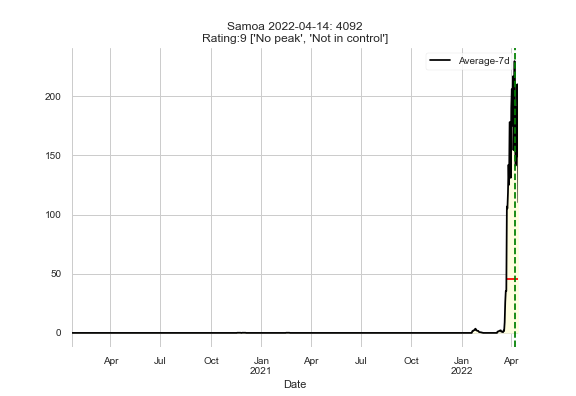 Samoa 2022-04-14: 4092
Rating:9 ['No peak', 'Not in control']
Average-7d
200
150
100
50
0
Apr Jul Oct Jan Apr Jul Oct Jan Apr
2021 2022
Date